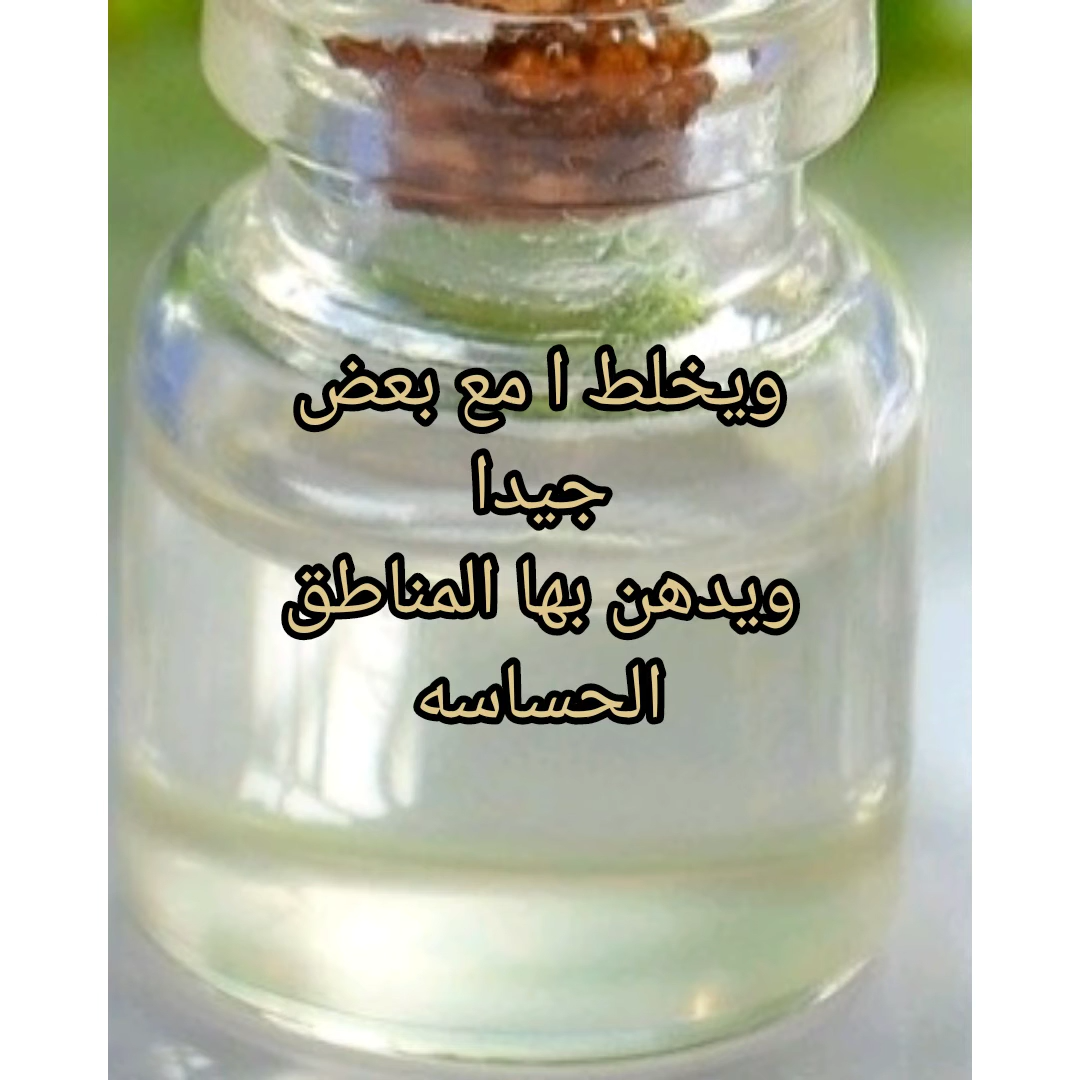 ويخلط ا مع بعض
جيدا
ويدهن بها المناطق
الحساسه